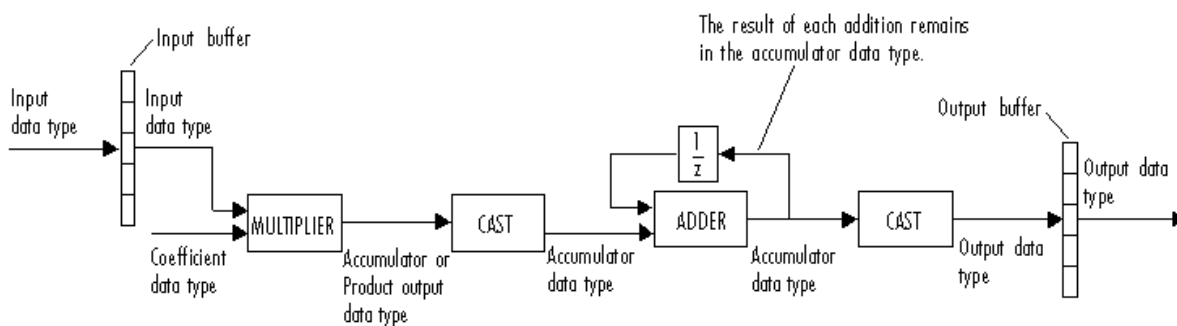 Input buffer
The result of each addition remains
in the accumulator data type.
Input
data type
Input
data type
Output buffer
1
z
Output data
type
MULTIPLIER
CAST
ADDER
CAST
Coefficient
data type
Accumulator or
Product output
data type
Accumulator
data type
Accumulator
data type
Output data
type